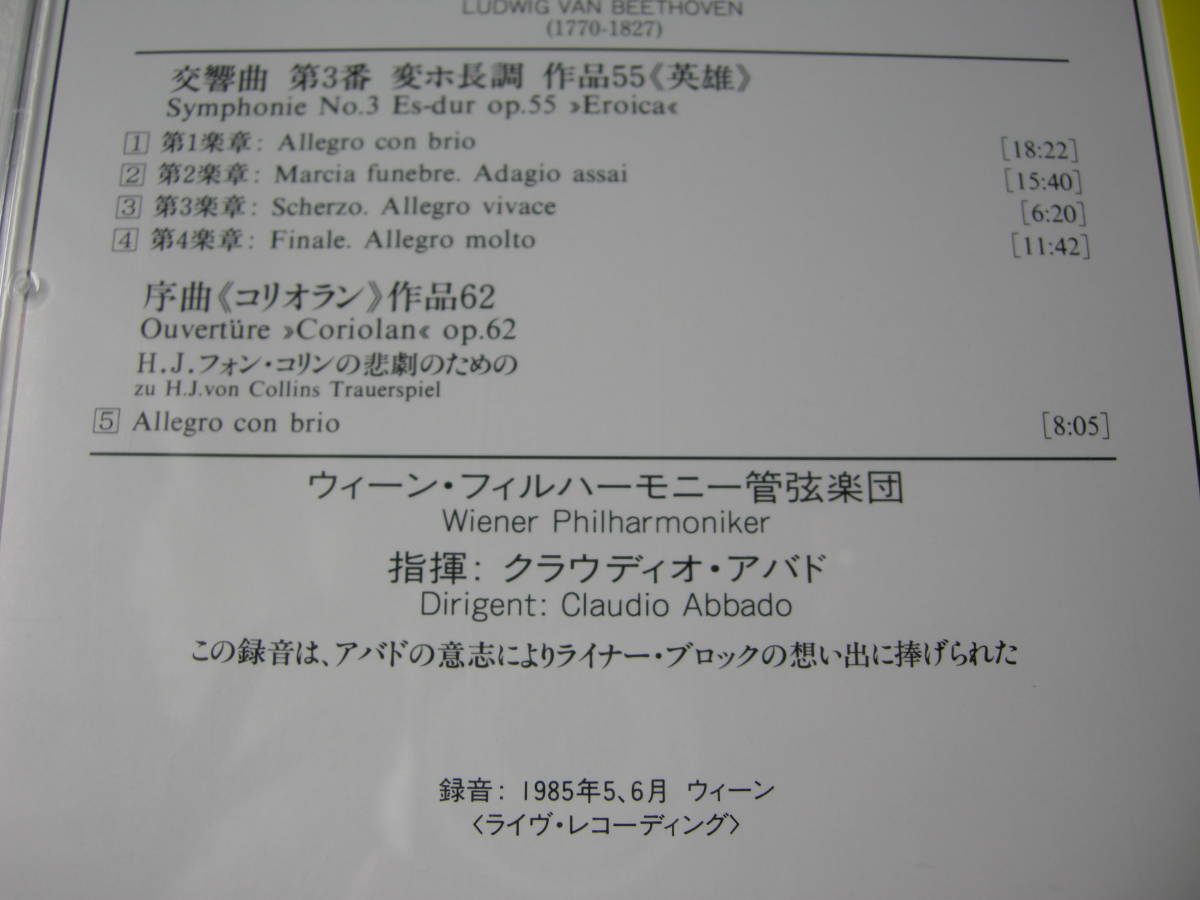 LUDWIG VAN BEETHOVEN
(1770-1827)
交響曲 第3番 変ホ長調 作品55《英雄》
Symphonie No.3 Es-dur op.55 »Eroica«
1 第1楽章: Allegro con brio [18:22]
2 第2楽章: Marcia funebre. Adagio assai [15:40]
3 第3楽章: Scherzo. Allegro vivace [6:20]
4 第4楽章: Finale. Allegro molto [11:42]
序曲《コリオラン》作品62
Ouvertüre »Coriolan« op.62
H.J.フォン・コリンの悲劇のための
zu H.J.von Collins Trauerspiel
5 Allegro con brio [8:05]
ウィーン・フィルハーモニー管弦楽団
Wiener Philharmoniker
指揮: クラウディオ・アバド
Dirigent: Claudio Abbado
この録音は、アバドの意志によりライナー・ブロックの想い出に捧げられた
録音: 1985年5、6月 ウィーン
〈ライヴ・レコーディング〉